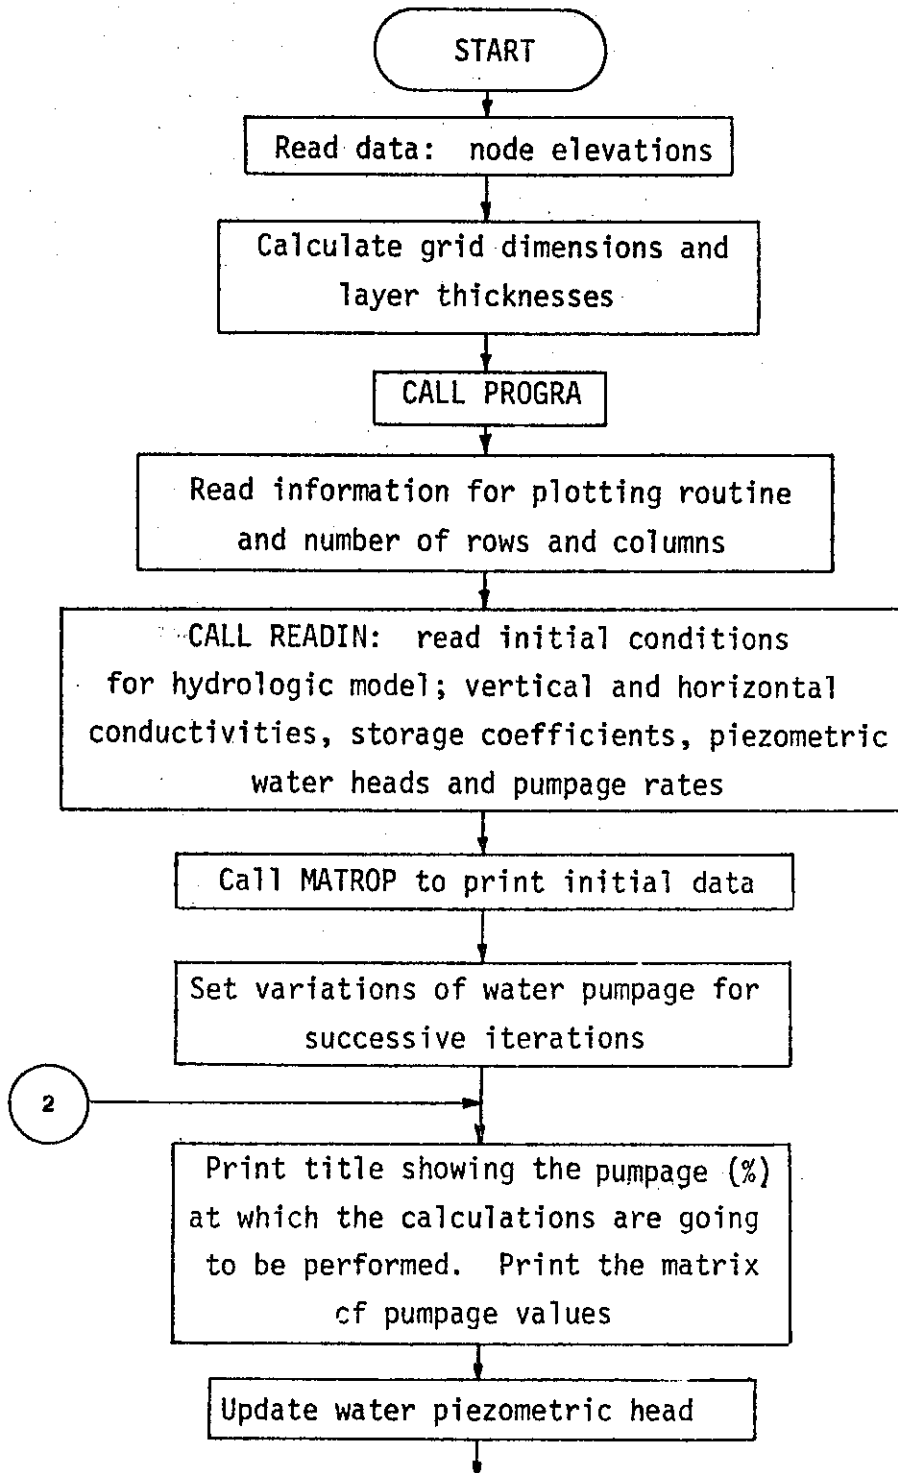 START
Read data: node elevations
Calculate grid dimensions and
layer thicknesses
CALL PROGRA
Read information for plotting routine
and number of rows and columns
CALL READIN: read initial conditions
for hydrologic model; vertical and horizontal
conductivities, storage coefficients, piezometric
water heads and pumpage rates
Call MATROP to print initial data
Set variations of water pumpage for
successive iterations
2
Print title showing the pumpage (%)
at which the calculations are going
to be performed. Print the matrix
cf pumpage values
Update water piezometric head